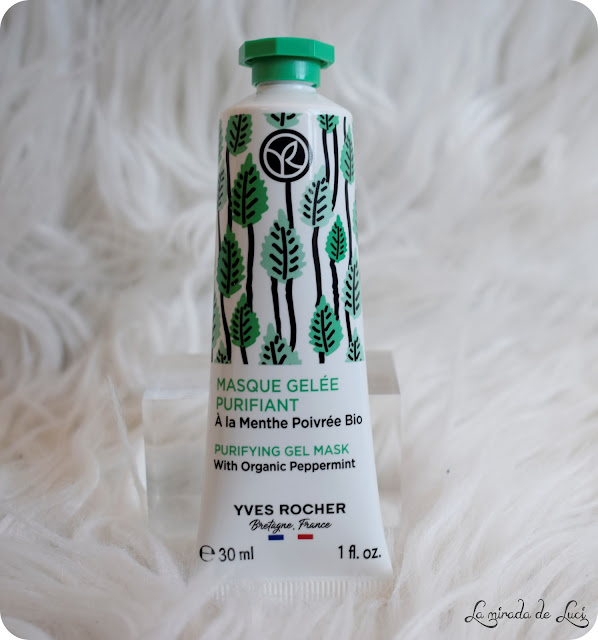 MASQUE GELÉE
PURIFIANT
À la Menthe Poivrée Bio
PURIFYING GEL MASK
With Organic Peppermint
YVES ROCHER
Bretagne, France
℮ 30 ml 1 fl. oz.
La mirada de Luci